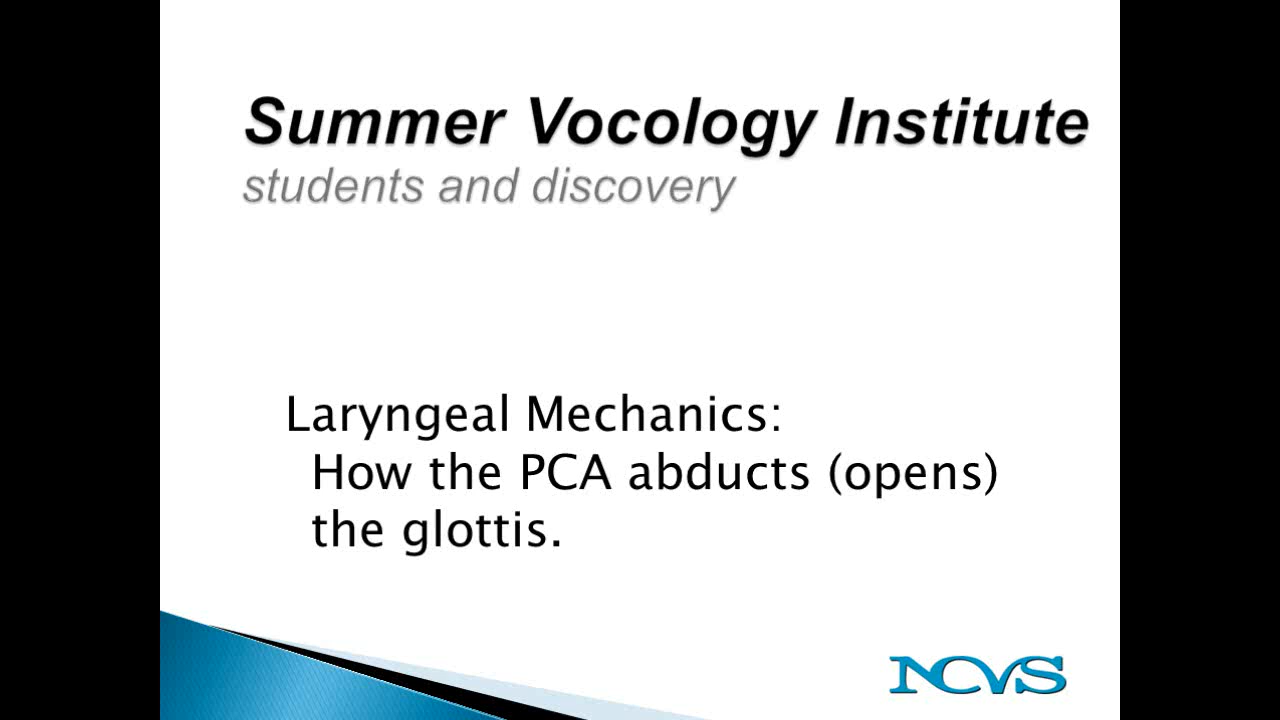 Summer Vocology Institute
students and discovery
Laryngeal Mechanics:
How the PCA abducts (opens)
the glottis.
NCVS